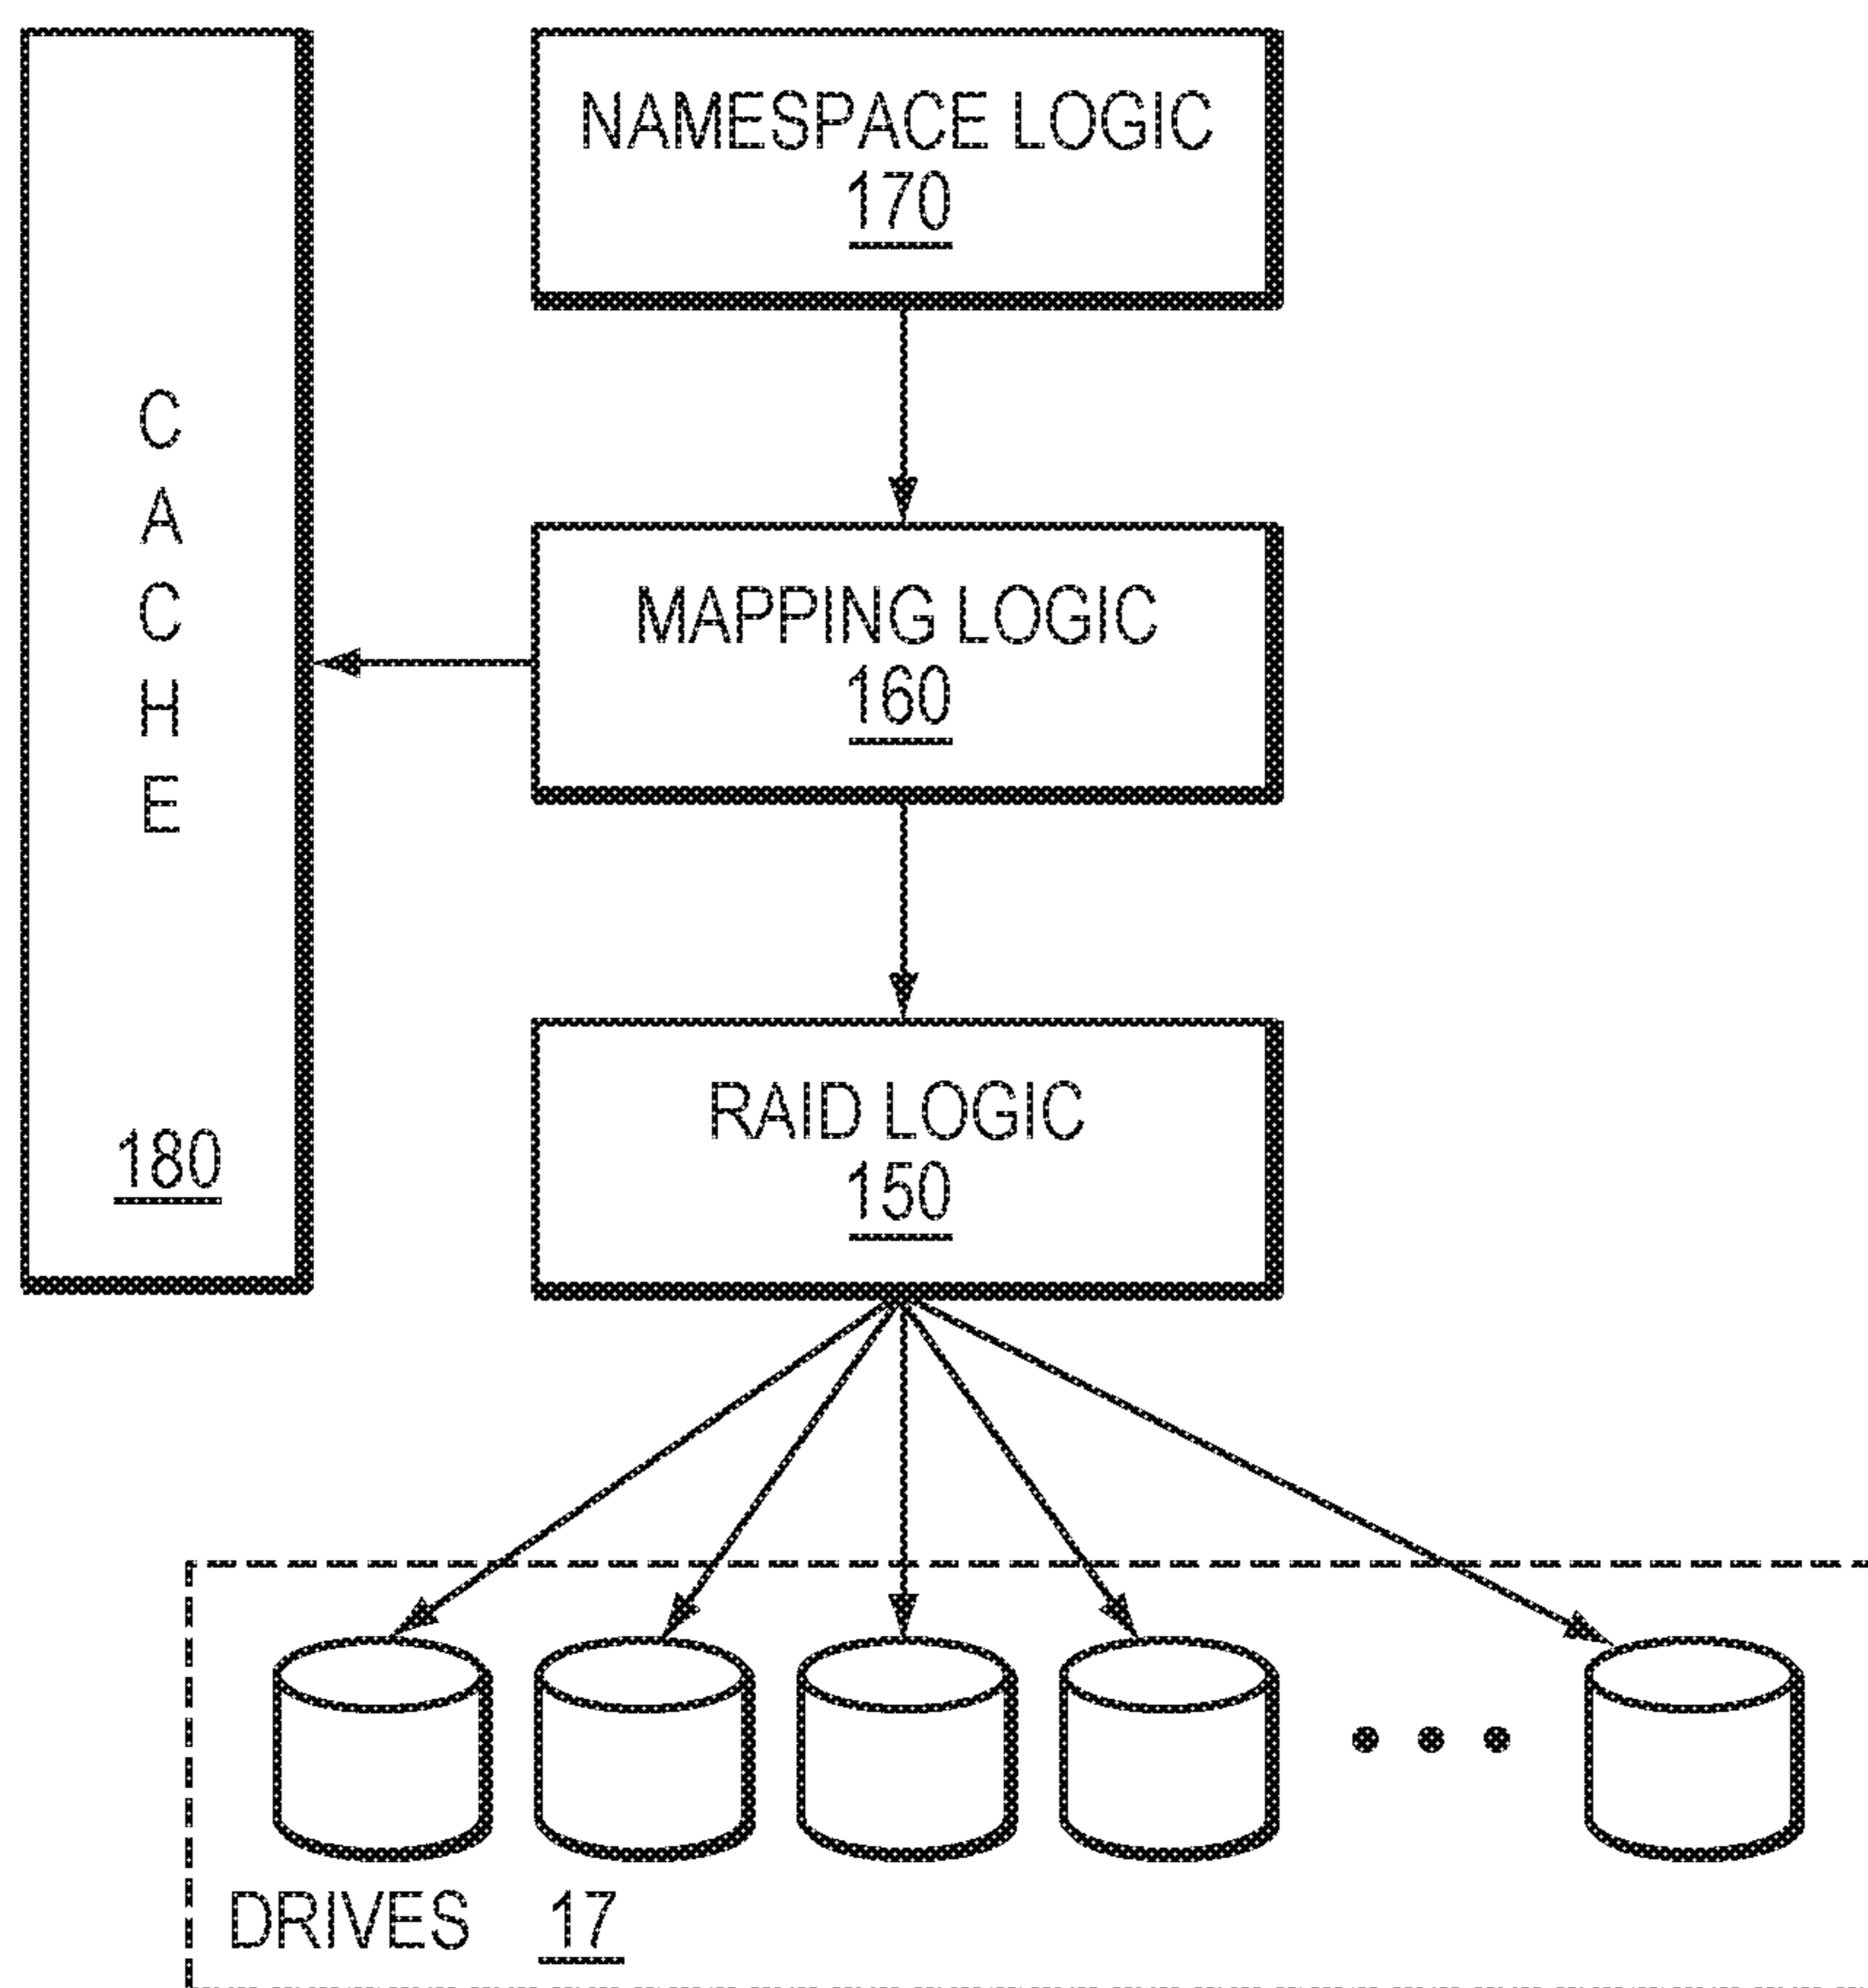 NAMESPACE LOGIC
170
C
A
C
H
E
180
MAPPING LOGIC
160
RAID LOGIC
150
DRIVES 17